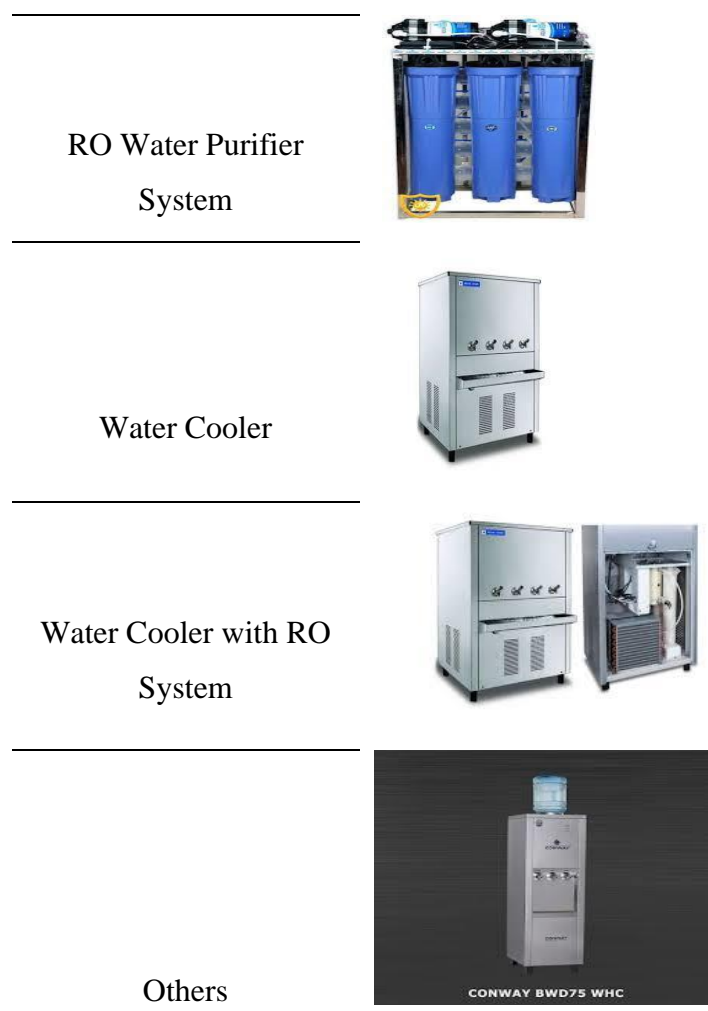 RO Water Purifier
System
Water Cooler
Water Cooler with RO
System
Others
CONWAY BWD75 WHC